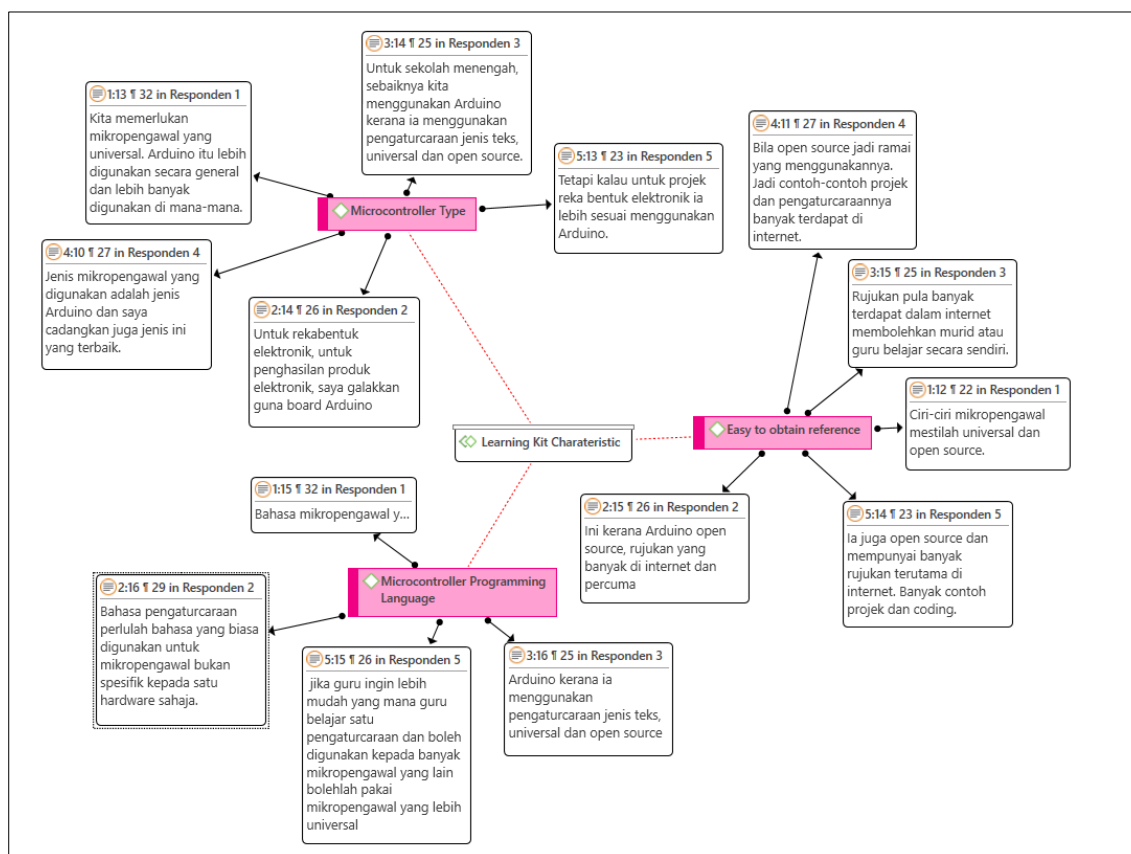 3:14 ¶ 25 in Responden 3
Untuk sekolah menengah,
sebaiknya kita
menggunakan Arduino
kerana ia menggunakan
pengaturcaraan jenis teks,
universal dan open source.
1:13 ¶ 32 in Responden 1
Kita memerlukan
mikropengawal yang
universal. Arduino itu lebih
digunakan secara general
dan lebih banyak
digunakan di mana-mana.
4:11 ¶ 27 in Responden 4
Bila open source jadi ramai
yang menggunakannya.
Jadi contoh-contoh projek
dan pengaturcaraannya
banyak terdapat di
internet.
5:13 ¶ 23 in Responden 5
Tetapi kalau untuk projek
reka bentuk elektronik ia
lebih sesuai menggunakan
Arduino.
Microcontroller Type
4:10 ¶ 27 in Responden 4
Jenis mikropengawal yang
digunakan adalah jenis
Arduino dan saya
cadangkan juga jenis ini
yang terbaik.
3:15 ¶ 25 in Responden 3
Rujukan pula banyak
terdapat dalam internet
membolehkan murid atau
guru belajar secara sendiri.
2:14 ¶ 26 in Responden 2
Untuk rekabentuk
elektronik, untuk
penghasilan produk
elektronik, saya galakkan
guna board Arduino
1:12 ¶ 22 in Responden 1
Ciri-ciri mikropengawal
mestilah universal dan
open source.
Easy to obtain reference
Learning Kit Charateristic
1:15 ¶ 32 in Responden 1
Bahasa mikropengawal y...
2:15 ¶ 26 in Responden 2
Ini kerana Arduino open
source, rujukan yang
banyak di internet dan
percuma
5:14 ¶ 23 in Responden 5
Ia juga open source dan
mempunyai banyak
rujukan terutama di
internet. Banyak contoh
projek dan coding.
Microcontroller Programming
Language
2:16 ¶ 29 in Responden 2
Bahasa pengaturcaraan
perlulah bahasa yang biasa
digunakan untuk
mikropengawal bukan
spesifik kepada satu
hardware sahaja.
5:15 ¶ 26 in Responden 5
jika guru ingin lebih
mudah yang mana guru
belajar satu
pengaturcaraan dan boleh
digunakan kepada banyak
mikropengawal yang lain
bolehlah pakai
mikropengawal yang lebih
universal
3:16 ¶ 25 in Responden 3
Arduino kerana ia
menggunakan
pengaturcaraan jenis teks,
universal dan open source